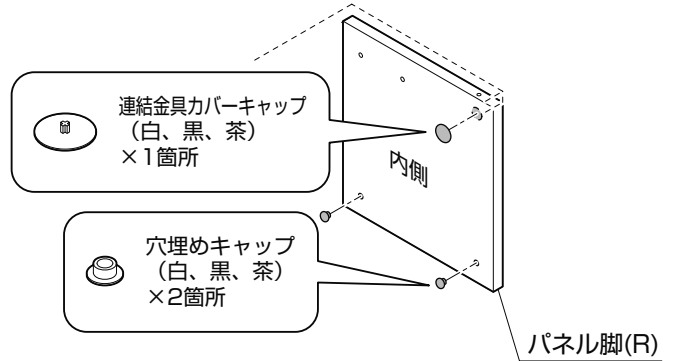 連結金具カバーキャップ
（白、黒、茶）
×1箇所
内側
穴埋めキャップ
（白、黒、茶）
×2箇所
パネル脚(R)